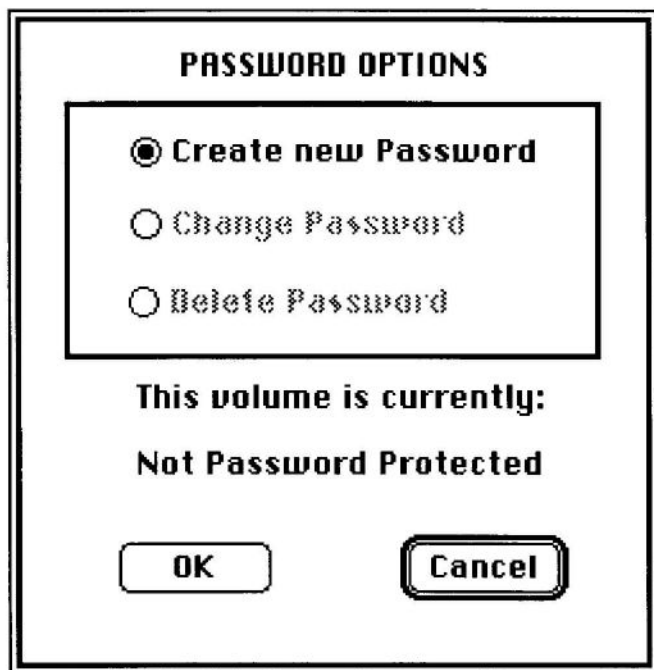 PASSWORD OPTIONS
Create new Password
Change Password
Delete Password
This volume is currently:
Not Password Protected
OK Cancel